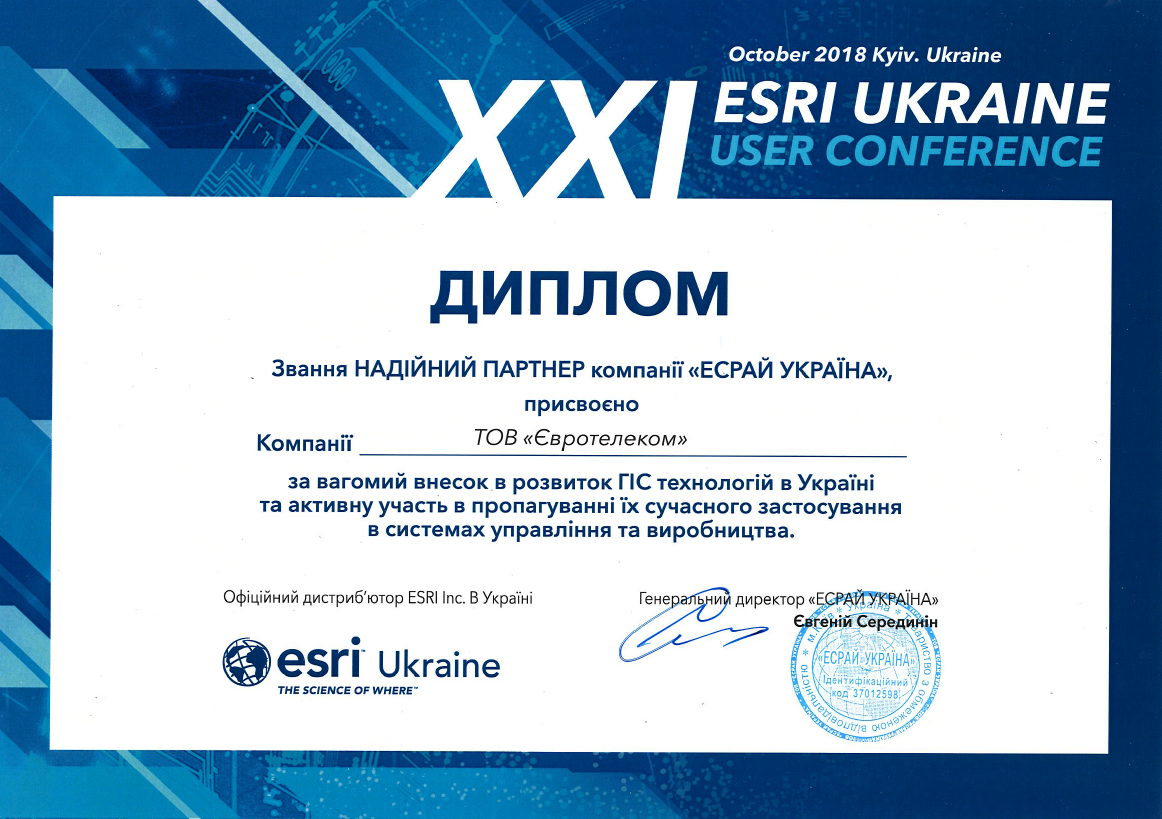 October 2018 Kyiv. Ukraine
XXI
ESRI UKRAINE
USER CONFERENCE
ДИПЛОМ
Звання НАДІЙНИЙ ПАРТНЕР компанії «ЕСРАЙ УКРАЇНА»,
присвоєно
Компанії ТОВ «Євротелеком»
за вагомий внесок в розвиток ГІС технологій в Україні
та активну участь в пропагуванні їх сучасного застосування
в системах управління та виробництва.
Офіційний дистриб’ютор ESRI Inc. В Україні
esri Ukraine
THE SCIENCE OF WHERE™
Генеральний директор «ЕСРАЙ УКРАЇНА»
Євгеній Серединін
м. Київ * Україна * Товариство з обмеженою відповідальністю *
«ЕСРАЙ УКРАЇНА»
Ідентифікаційний
код 37012598